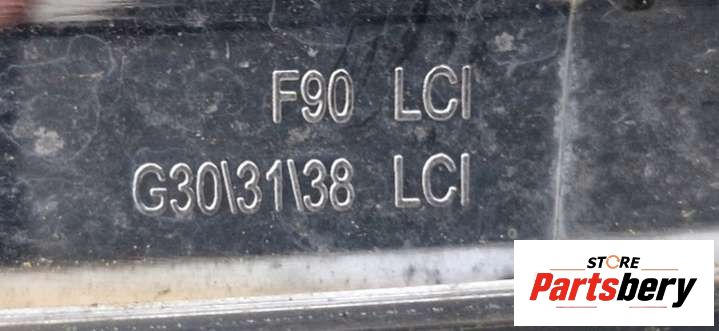 F90 LCI
G30\31\38 LCI
STORE
Partsbery